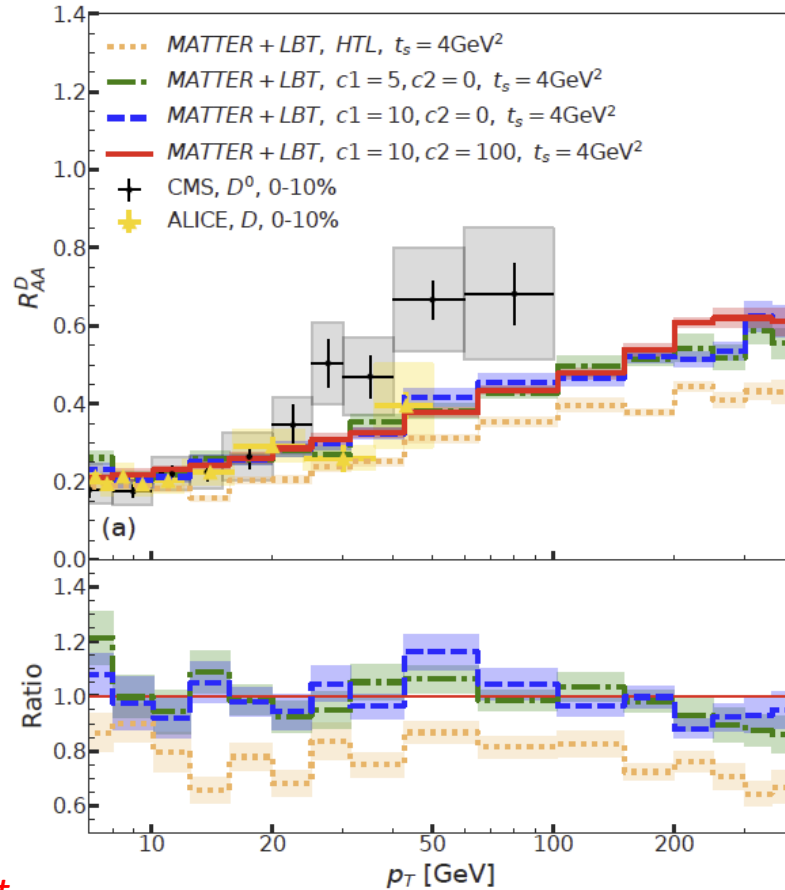 1.4
MATTER + LBT, HTL, t_s = 4GeV²
MATTER + LBT, c1 = 5, c2 = 0, t_s = 4GeV²
1.2
MATTER + LBT, c1 = 10, c2 = 0, t_s = 4GeV²
MATTER + LBT, c1 = 10, c2 = 100, t_s = 4GeV²
1.0
CMS, D⁰, 0-10%
ALICE, D, 0-10%
0.8
R_AA^D
0.6
0.4
0.2
(a)
0.0
1.4
1.2
Ratio
1.0
0.8
0.6
10 20 50 100 200
p_T [GeV]